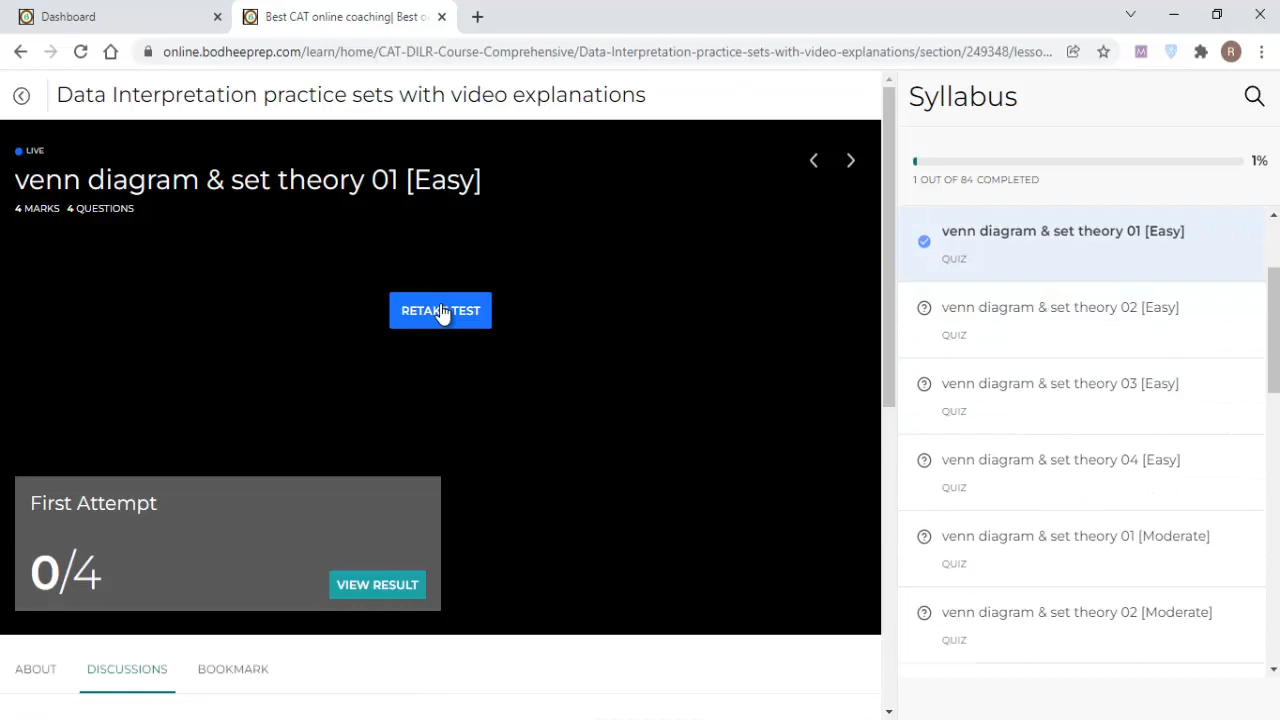 Dashboard
Best CAT online coaching| Best o
online.bodheeprep.com/learn/home/CAT-DILR-Course-Comprehensive/Data-Interpretation-practice-sets-with-video-explanations/section/249348/lesso...
R
Data Interpretation practice sets with video explanations
LIVE
venn diagram & set theory 01 [Easy]
4 MARKS 4 QUESTIONS
RETAKE TEST
First Attempt
0/4
VIEW RESULT
ABOUT DISCUSSIONS BOOKMARK
Syllabus
1%
1 OUT OF 84 COMPLETED
venn diagram & set theory 01 [Easy]
QUIZ
venn diagram & set theory 02 [Easy]
QUIZ
venn diagram & set theory 03 [Easy]
QUIZ
venn diagram & set theory 04 [Easy]
QUIZ
venn diagram & set theory 01 [Moderate]
QUIZ
venn diagram & set theory 02 [Moderate]
QUIZ